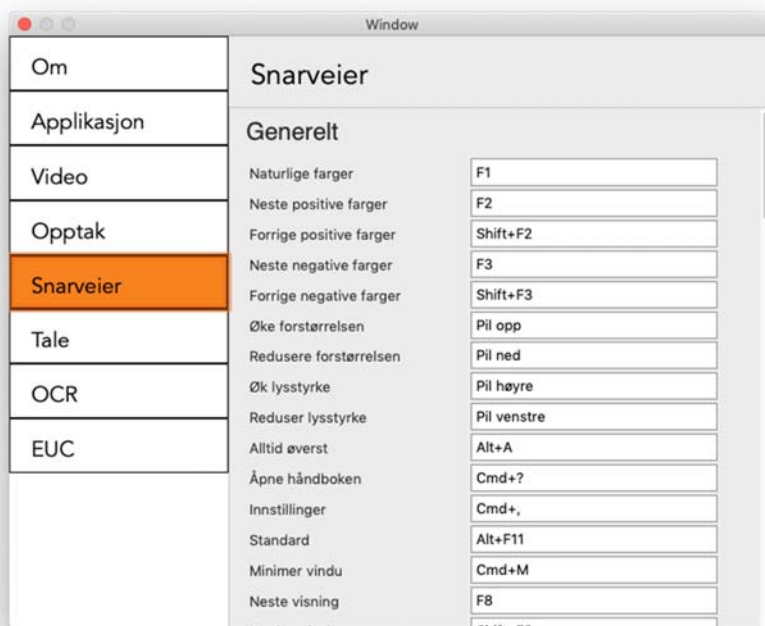 Window
Om
Applikasjon
Video
Opptak
Snarveier
Tale
OCR
EUC
Snarveier
Generelt
Naturlige farger F1
Neste positive farger F2
Forrige positive farger Shift+F2
Neste negative farger F3
Forrige negative farger Shift+F3
Øke forstørrelsen Pil opp
Redusere forstørrelsen Pil ned
Øk lysstyrke Pil høyre
Reduser lysstyrke Pil venstre
Alltid øverst Alt+A
Åpne håndboken Cmd+?
Innstillinger Cmd+,
Standard Alt+F11
Minimer vindu Cmd+M
Neste visning F8